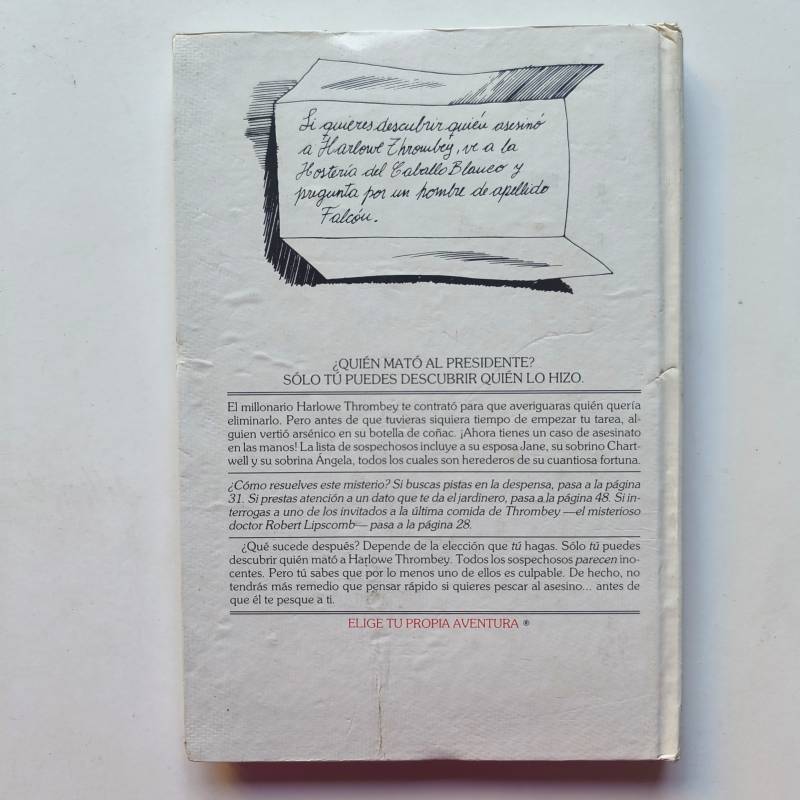 Si quieres descubrir quién asesinó
a Harlowe Thrombey, ve a la
Hostería del Caballo Blanco y
pregunta por un hombre de apellido
Falcón.
¿QUIÉN MATÓ AL PRESIDENTE?
SÓLO TÚ PUEDES DESCUBRIR QUIÉN LO HIZO.
El millonario Harlowe Thrombey te contrató para que averiguaras quién quería
eliminarlo. Pero antes de que tuvieras siquiera tiempo de empezar tu tarea, al-
guien vertió arsénico en su botella de coñac. ¡Ahora tienes un caso de asesinato
en las manos! La lista de sospechosos incluye a su esposa Jane, su sobrino Chart-
well y su sobrina Ángela, todos los cuales son herederos de su cuantiosa fortuna.
¿Cómo resuelves este misterio? Si buscas pistas en la despensa, pasa a la página
31. Si prestas atención a un dato que te da el jardinero, pasa a la página 48. Si in-
terrogas a uno de los invitados a la última comida de Thrombey —el misterioso
doctor Robert Lipscomb— pasa a la página 28.
¿Qué sucede después? Depende de la elección que tú hagas. Sólo tú puedes
descubrir quién mató a Harlowe Thrombey. Todos los sospechosos parecen ino-
centes. Pero tú sabes que por lo menos uno de ellos es culpable. De hecho, no
tendrás más remedio que pensar rápido si quieres pescar al asesino... antes de
que él te pesque a ti.
ELIGE TU PROPIA AVENTURA ®